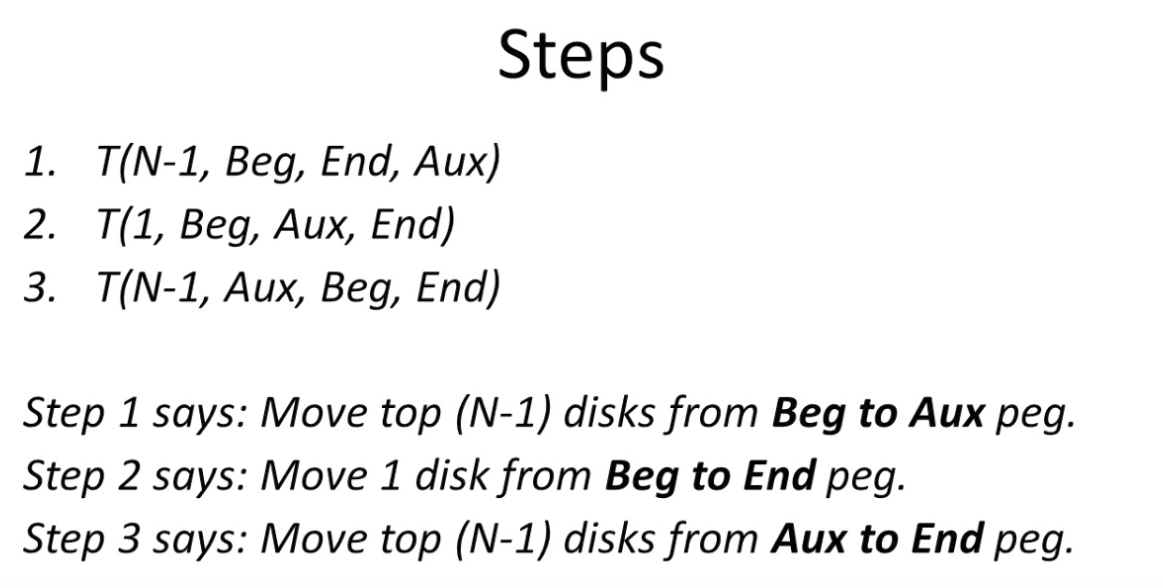 Steps
1. T(N-1, Beg, End, Aux)
2. T(1, Beg, Aux, End)
3. T(N-1, Aux, Beg, End)
Step 1 says: Move top (N-1) disks from Beg to Aux peg.
Step 2 says: Move 1 disk from Beg to End peg.
Step 3 says: Move top (N-1) disks from Aux to End peg.